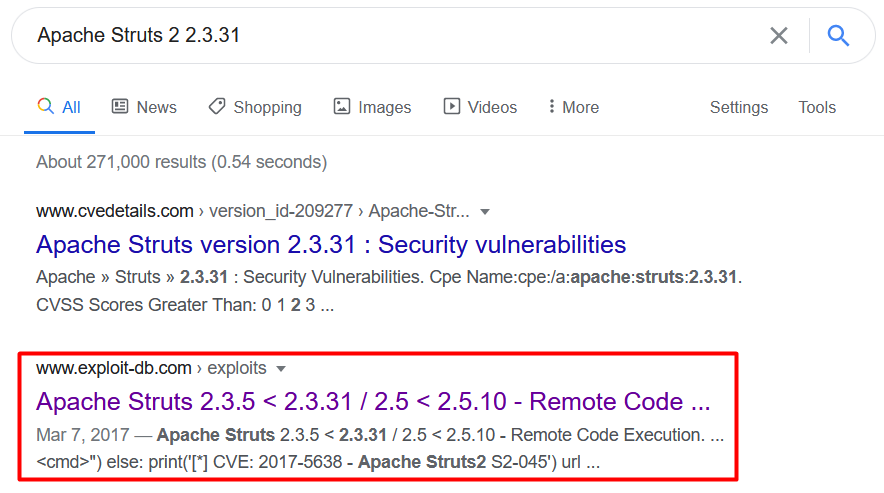 Apache Struts 2 2.3.31
All News Shopping Images Videos More Settings Tools
About 271,000 results (0.54 seconds)
www.cvedetails.com › version_id-209277 › Apache-Str...
Apache Struts version 2.3.31 : Security vulnerabilities
Apache » Struts » 2.3.31 : Security Vulnerabilities. Cpe Name:cpe:/a:apache:struts:2.3.31.
CVSS Scores Greater Than: 0 1 2 3 ...
www.exploit-db.com › exploits
Apache Struts 2.3.5 < 2.3.31 / 2.5 < 2.5.10 - Remote Code ...
Mar 7, 2017 — Apache Struts 2.3.5 < 2.3.31 / 2.5 < 2.5.10 - Remote Code Execution. ...
<cmd>") else: print('[*] CVE: 2017-5638 - Apache Struts2 S2-045') url ...